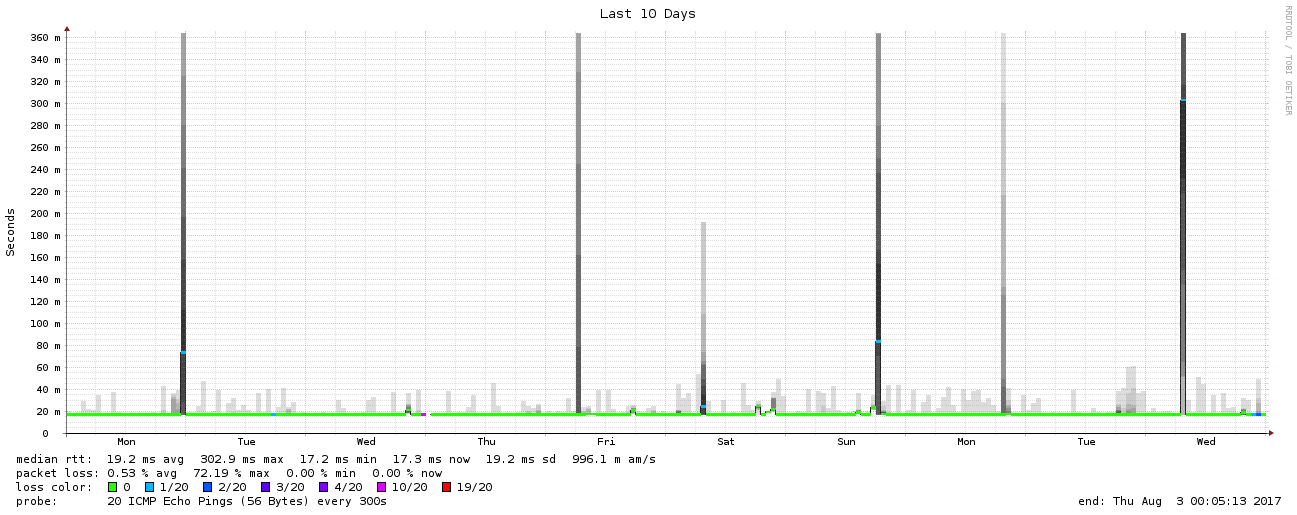 Last 10 Days
RRDTOOL / TOBI OETIKER
Seconds
360 m
340 m
320 m
300 m
280 m
260 m
240 m
220 m
200 m
180 m
160 m
140 m
120 m
100 m
80 m
60 m
40 m
20 m
0
Mon Tue Wed Thu Fri Sat Sun Mon Tue Wed
median rtt: 19.2 ms avg 302.9 ms max 17.2 ms min 17.3 ms now 19.2 ms sd 996.1 m am/s
packet loss: 0.53 % avg 72.19 % max 0.00 % min 0.00 % now
loss color: 0 1/20 2/20 3/20 4/20 10/20 19/20
probe: 20 ICMP Echo Pings (56 Bytes) every 300s end: Thu Aug 3 00:05:13 2017